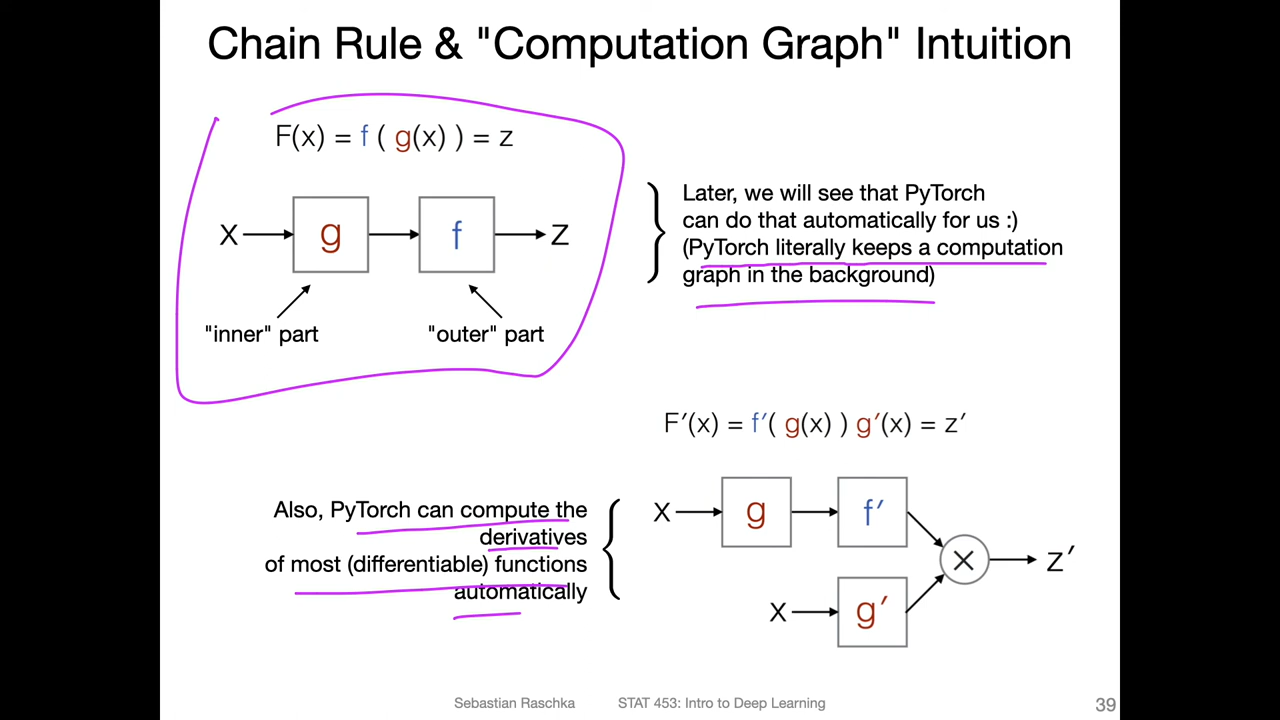 Chain Rule & "Computation Graph" Intuition
F(x) = f ( g(x) ) = z
x g f z
"inner" part "outer" part
Later, we will see that PyTorch
can do that automatically for us :)
(PyTorch literally keeps a computation
graph in the background)
F′(x) = f′( g(x) ) g′(x) = z′
Also, PyTorch can compute the
derivatives
of most (differentiable) functions
automatically
x g f′
× z′
x g′
Sebastian Raschka STAT 453: Intro to Deep Learning 39